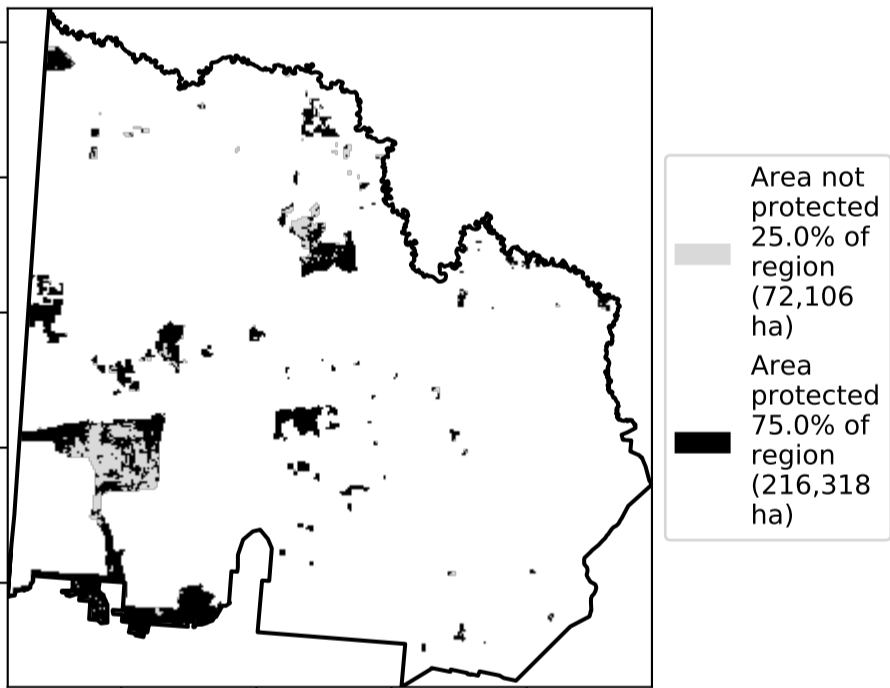 Area not
protected
25.0% of
region
(72,106
ha)
Area
protected
75.0% of
region
(216,318
ha)